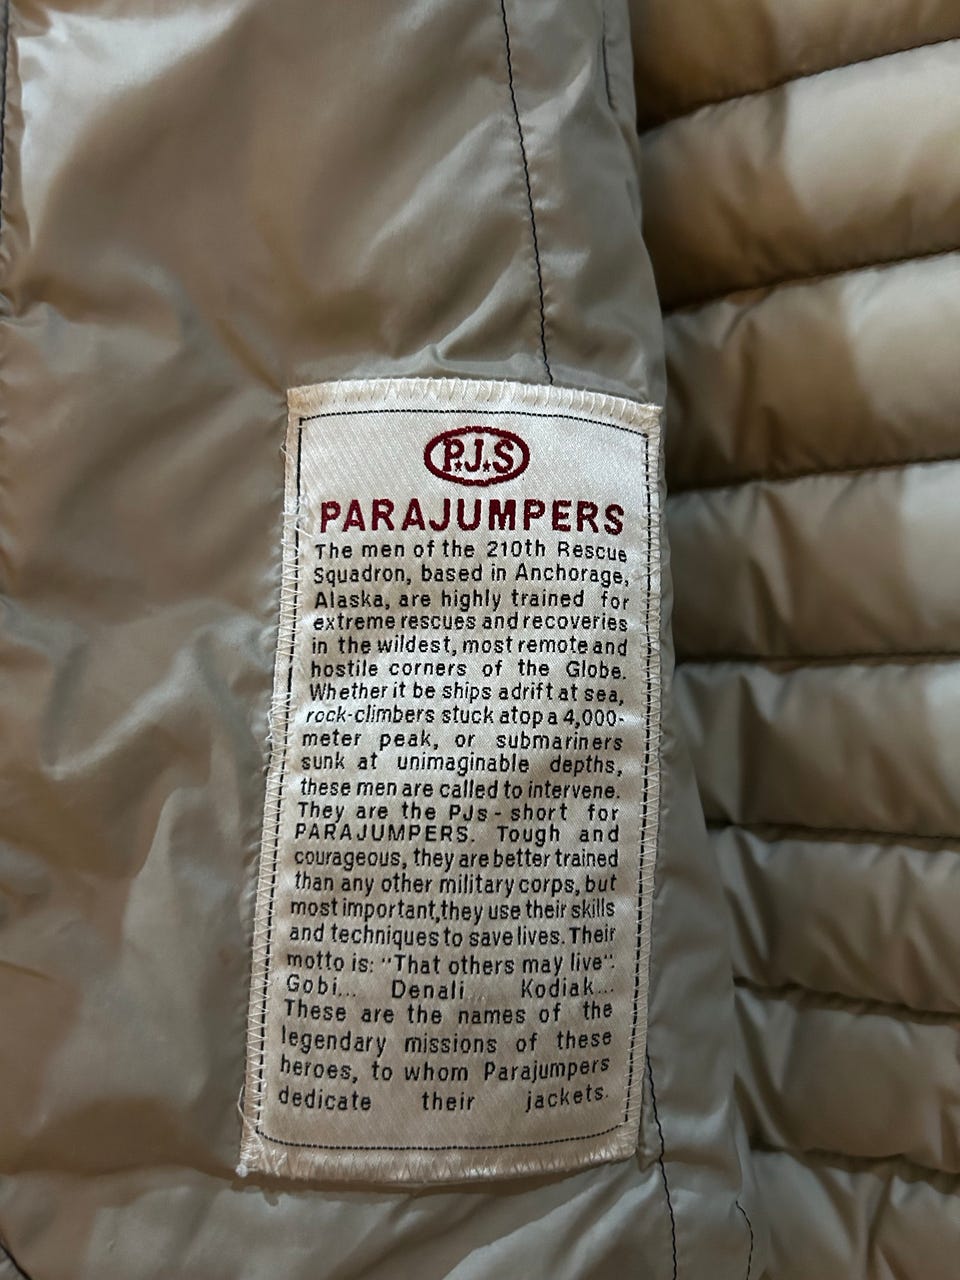 P.J.S
PARAJUMPERS
The men of the 210th Rescue
Squadron, based in Anchorage,
Alaska, are highly trained for
extreme rescues and recoveries
in the wildest, most remote and
hostile corners of the Globe.
Whether it be ships adrift at sea,
rock-climbers stuck atop a 4,000-
meter peak, or submariners
sunk at unimaginable depths,
these men are called to intervene.
They are the PJs - short for
PARAJUMPERS. Tough and
courageous, they are better trained
than any other military corps, but
most important,they use their skills
and techniques to save lives. Their
motto is: "That others may live".
Gobi... Denali... Kodiak...
These are the names of the
legendary missions of these
heroes, to whom Parajumpers
dedicate their jackets.